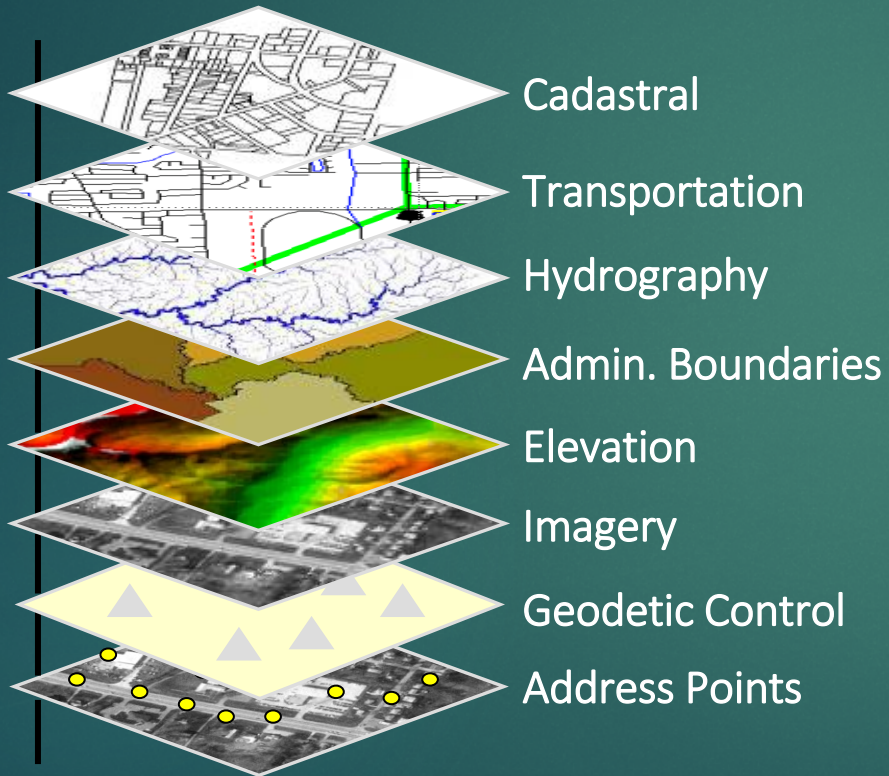 Cadastral
Transportation
Hydrography
Admin. Boundaries
Elevation
Imagery
Geodetic Control
Address Points